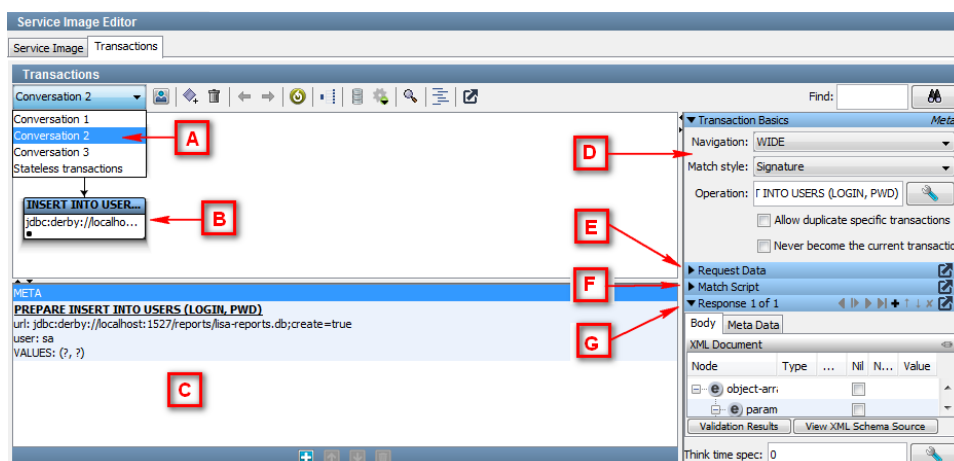 Service Image Editor
Service Image Transactions
Transactions
Conversation 2
Find:
Conversation 1
Conversation 2
Conversation 3
Stateless transactions
A
INSERT INTO USER...
jdbc:derby://localho...
B
META
PREPARE INSERT INTO USERS (LOGIN, PWD)
url: jdbc:derby://localhost:1527/reports/lisa-reports.db;create=true
user: sa
VALUES: (?, ?)
C
D
E
F
G
Transaction Basics Meta
Navigation: WIDE
Match style: Signature
Operation: INTO USERS (LOGIN, PWD)
Allow duplicate specific transactions
Never become the current transactio
Request Data
Match Script
Response 1 of 1
Body Meta Data
XML Document
Node Type ... Nil N... Value
e object-arr
e param
Validation Results View XML Schema Source
Think time spec: 0